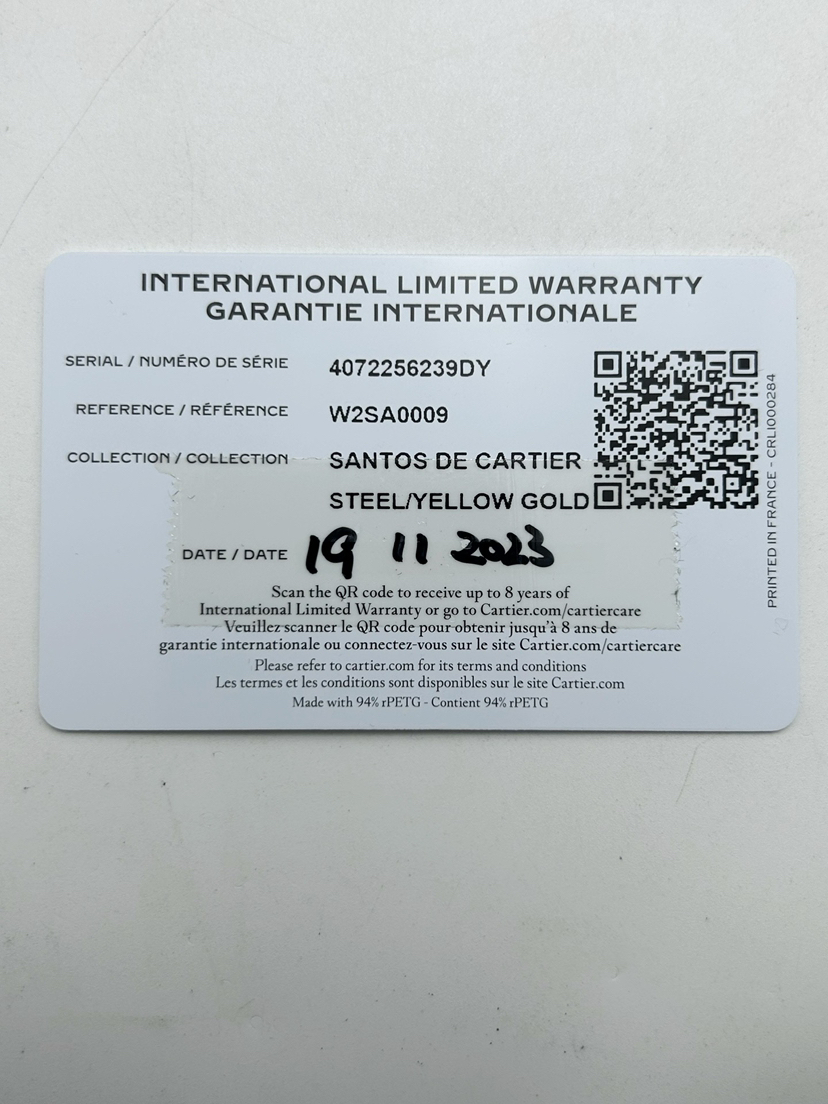 INTERNATIONAL LIMITED WARRANTY
GARANTIE INTERNATIONALE
SERIAL / NUMÉRO DE SÉRIE 4072256239DY
REFERENCE / RÉFÉRENCE W2SA0009
COLLECTION / COLLECTION SANTOS DE CARTIER
STEEL/YELLOW GOLD
DATE / DATE 19 11 2023
Scan the QR code to receive up to 8 years of
International Limited Warranty or go to Cartier.com/cartiercare
Veuillez scanner le QR code pour obtenir jusqu'à 8 ans de
garantie internationale ou connectez-vous sur le site Cartier.com/cartiercare
Please refer to cartier.com for its terms and conditions
Les termes et les conditions sont disponibles sur le site Cartier.com
Made with 94% rPETG - Contient 94% rPETG
PRINTED IN FRANCE - CRLI000284